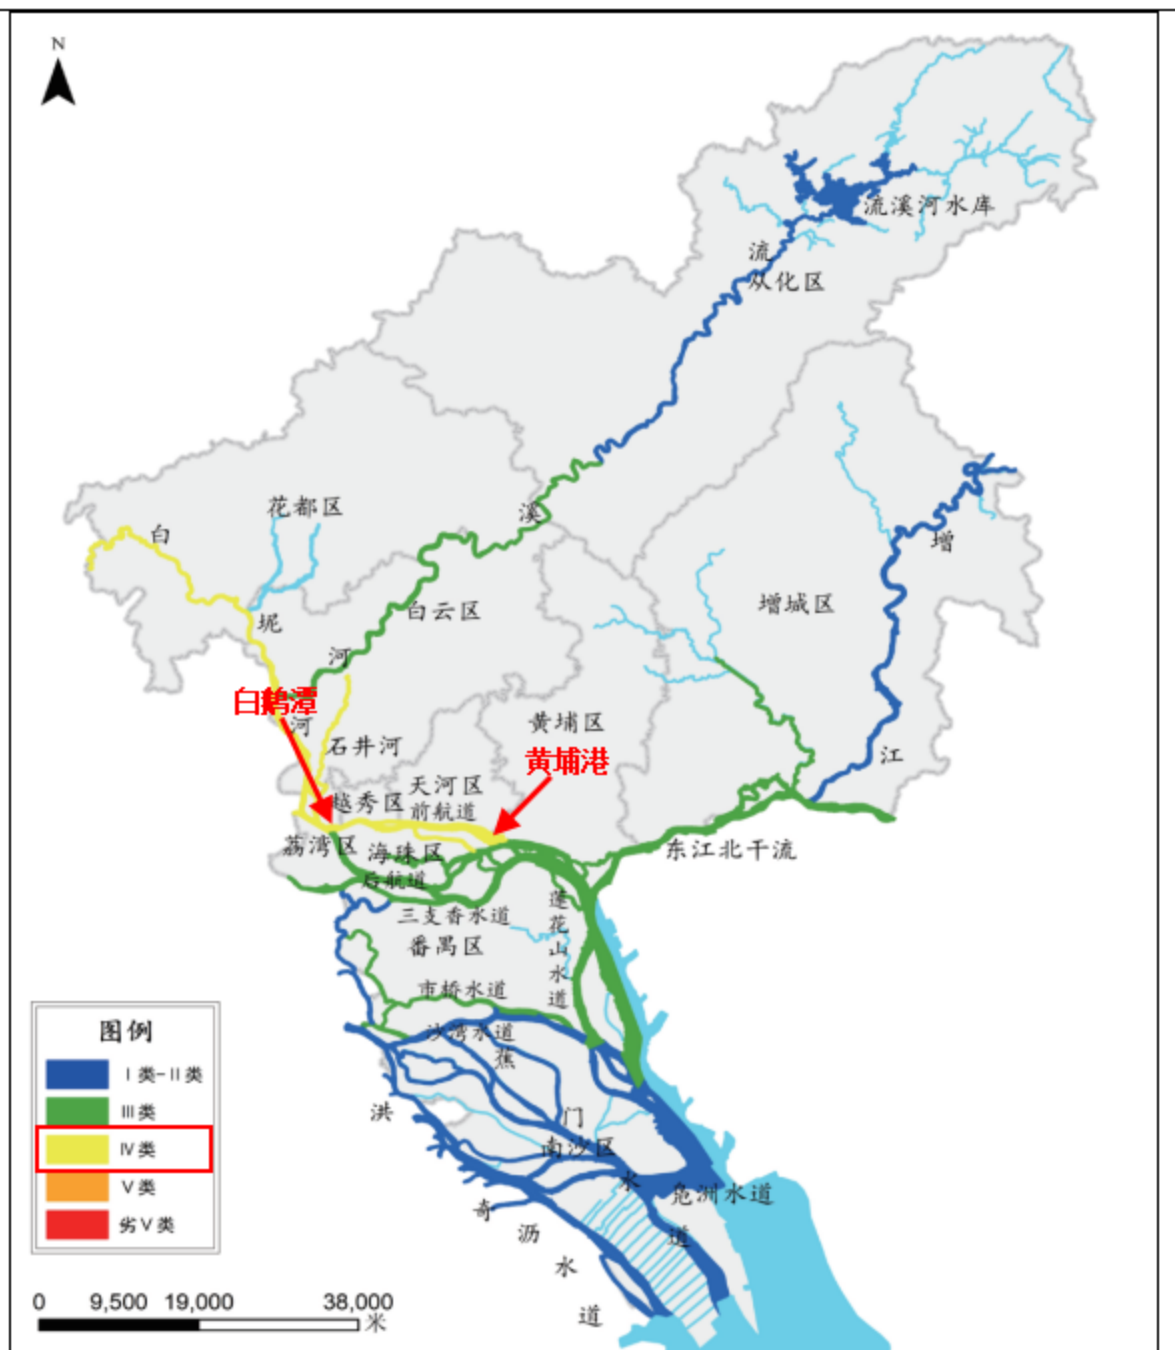 N
流溪河水库
流
从化区
花都区
白
溪
增
坭
白云区
增城区
河
白鹅潭
河
黄埔区
石井河
黄埔港
江
天河区
越秀区
前航道
荔湾区
海珠区
东江北干流
后航道
莲花山水道
三支香水道
番禺区
市桥水道
沙湾水道
蕉
图例
I类-II类
III类
IV类
V类
劣V类
洪
门
南沙区
水
凫洲水道
奇
沥
道
水
道
0 9,500 19,000 38,000
米